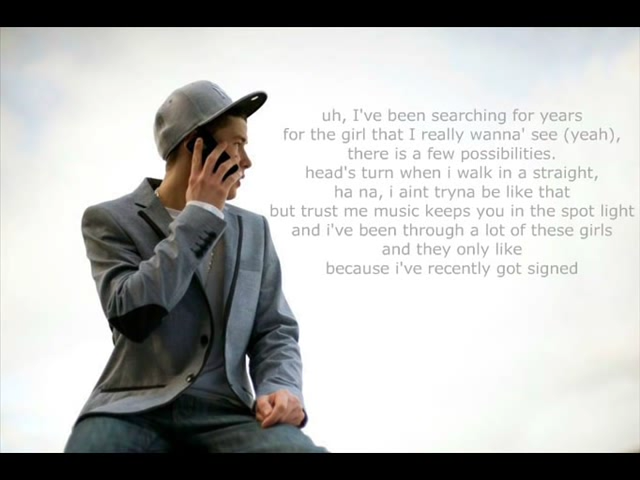 uh, I've been searching for years
for the girl that I really wanna' see (yeah),
there is a few possibilities.
head's turn when i walk in a straight,
ha na, i aint tryna be like that
but trust me music keeps you in the spot light
and i've been through a lot of these girls
and they only like
because i've recently got signed